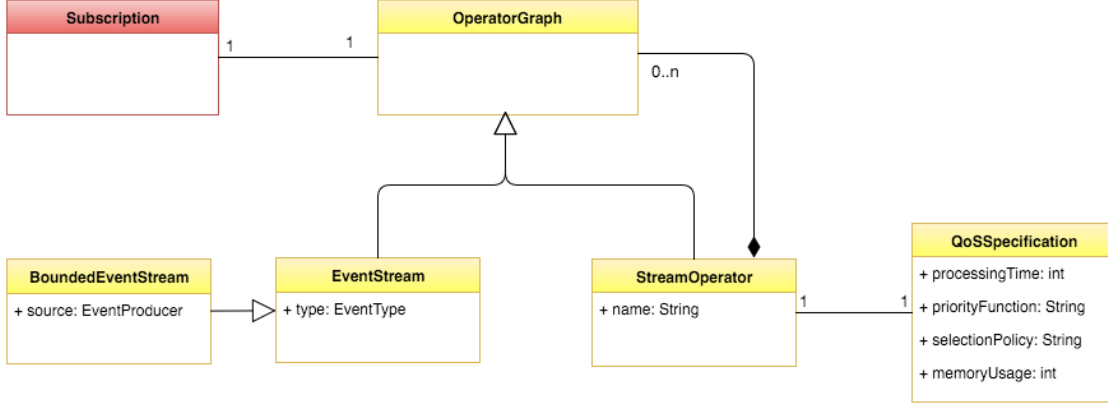 Subscription
OperatorGraph
1
1
0..n
QoSSpecification
+ processingTime: int
+ priorityFunction: String
+ selectionPolicy: String
+ memoryUsage: int
BoundedEventStream
+ source: EventProducer
EventStream
+ type: EventType
StreamOperator
+ name: String
1
1